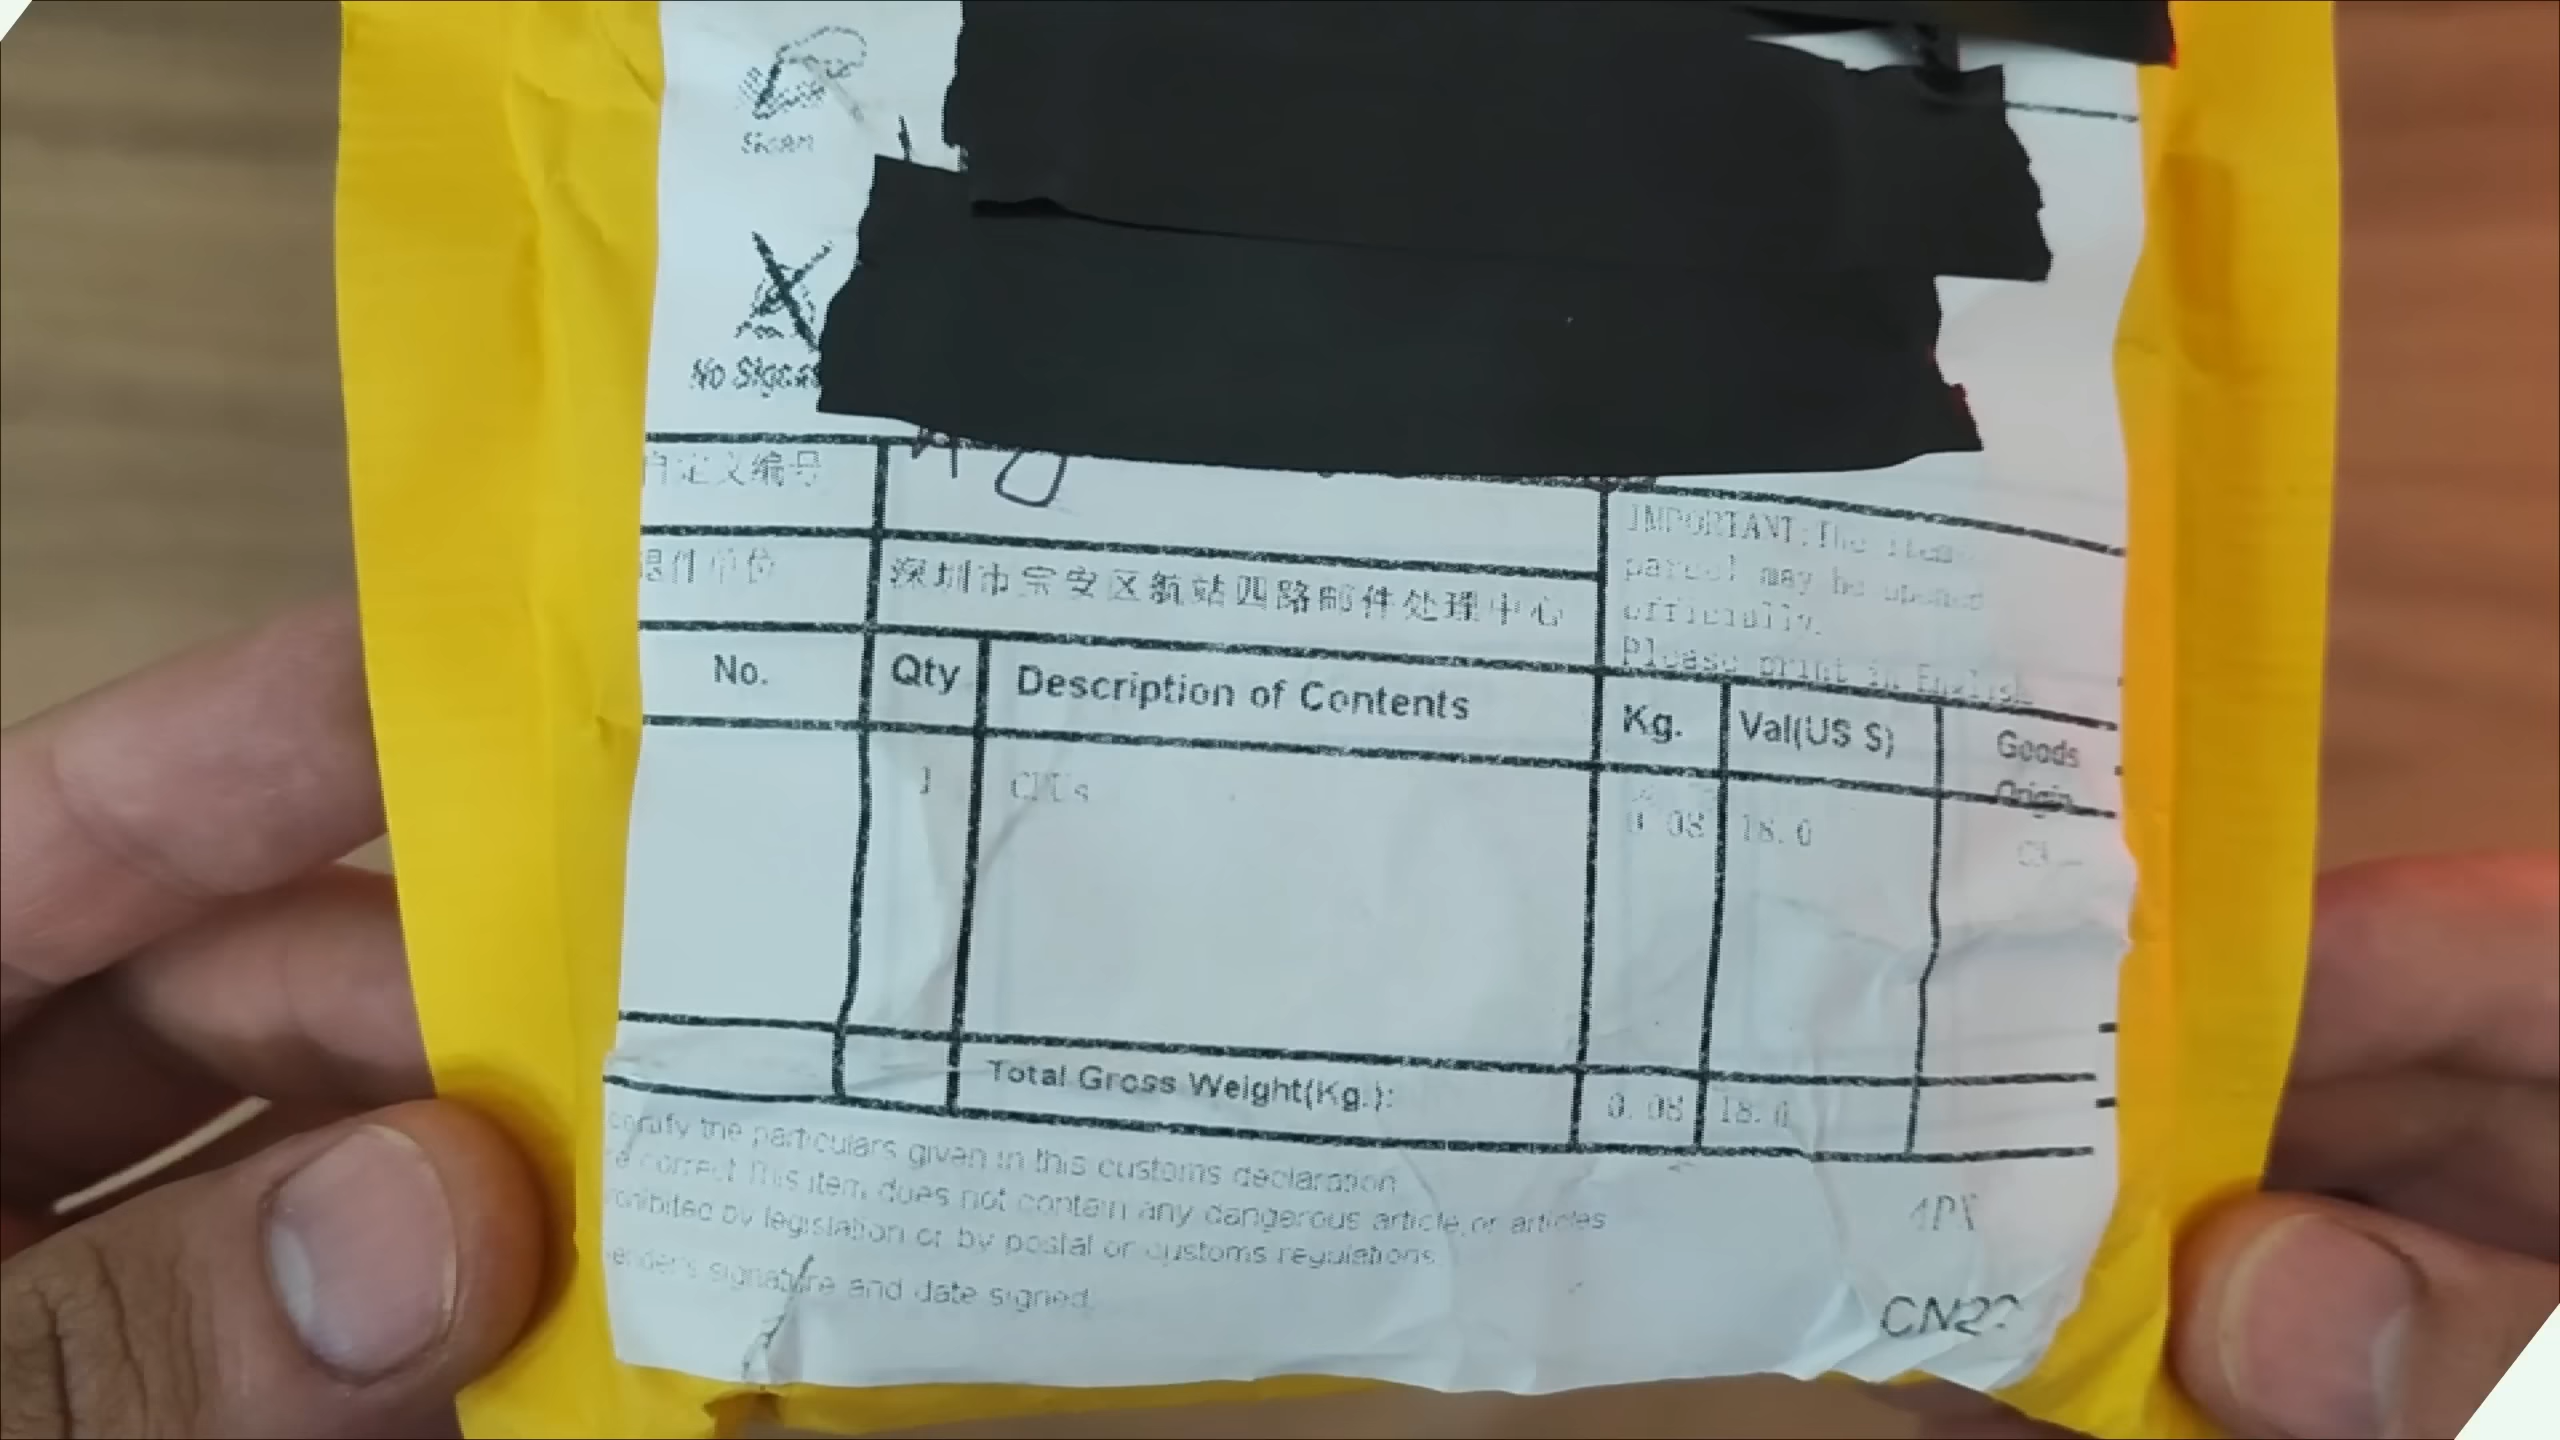 Scan
No Signat
自定义编号
退件单位
深圳市宝安区航站四路邮件处理中心
IMPORTANT:The item
parcel may be opened
officially.
Please print in English
No. Qty Description of Contents Kg. Val(US $) Goods Origin
1 CPUs 0.08 18.0 CN
Total Gross Weight(Kg.): 0.08 18.0
certify the particulars given in this customs declaration
re correct.This item does not contain any dangerous article,or articles
rohibited by legislation or by postal or customs regulations.
ender's signature and date signed.
4PX
CN22